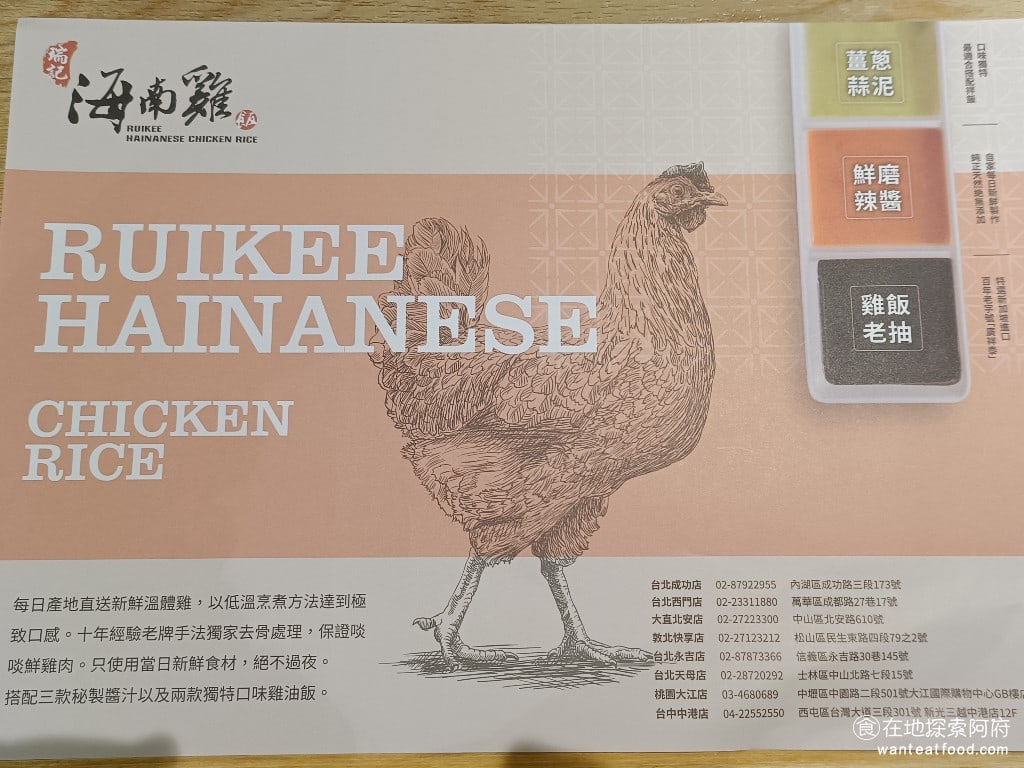 瑞記
海南雞飯
RUIKEE
HAINANESE CHICKEN RICE
RUIKEE
HAINANESE
CHICKEN
RICE
薑蔥
蒜泥
口味獨特
最適合搭配拌飯
鮮磨
辣醬
自家每日新鮮製作
純正天然絶無添加
雞飯
老抽
特選新加坡進口
百年老字號「廣祥泰」
每日產地直送新鮮溫體雞，以低溫烹煮方法達到極
致口感。十年經驗老牌手法獨家去骨處理，保證啖
啖鮮雞肉。只使用當日新鮮食材，絕不過夜。
搭配三款秘製醬汁以及兩款獨特口味雞油飯。
台北成功店 02-87922955 內湖區成功路三段173號
台北西門店 02-23311880 萬華區成都路27巷17號
大直北安店 02-27223300 中山區北安路610號
敦北快享店 02-27123212 松山區民生東路四段79之2號
台北永吉店 02-87873366 信義區永吉路30巷145號
台北天母店 02-28720292 士林區中山北路七段15號
桃園大江店 03-4680689 中壢區中園路二段501號大江國際購物中心GB樓
台中中港店 04-22552550 西屯區台灣大道三段301號 新光三越中港店12F
食在地探索阿府
wanteatfood.com